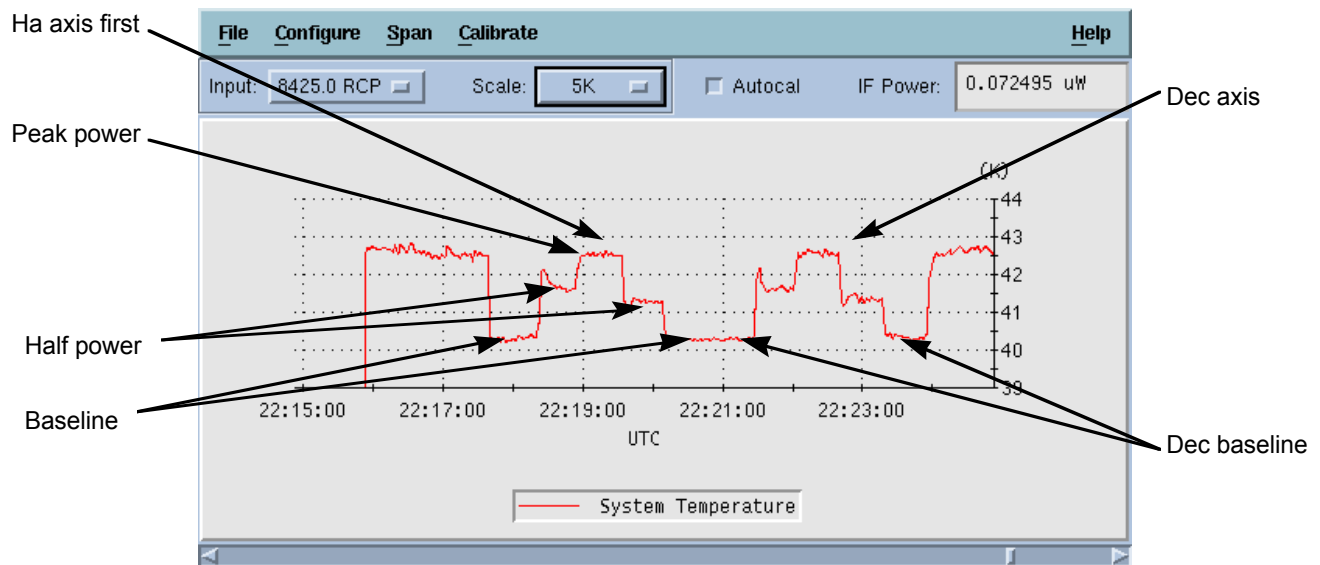 Ha axis first
File Configure Span Calibrate Help
Input: 8425.0 RCP Scale: 5K Autocal IF Power: 0.072495 uW
Dec axis
Peak power
(K)
44
43
42
41
Half power
40
39
22:15:00 22:17:00 22:19:00 22:21:00 22:23:00
Baseline
UTC
Dec baseline
System Temperature